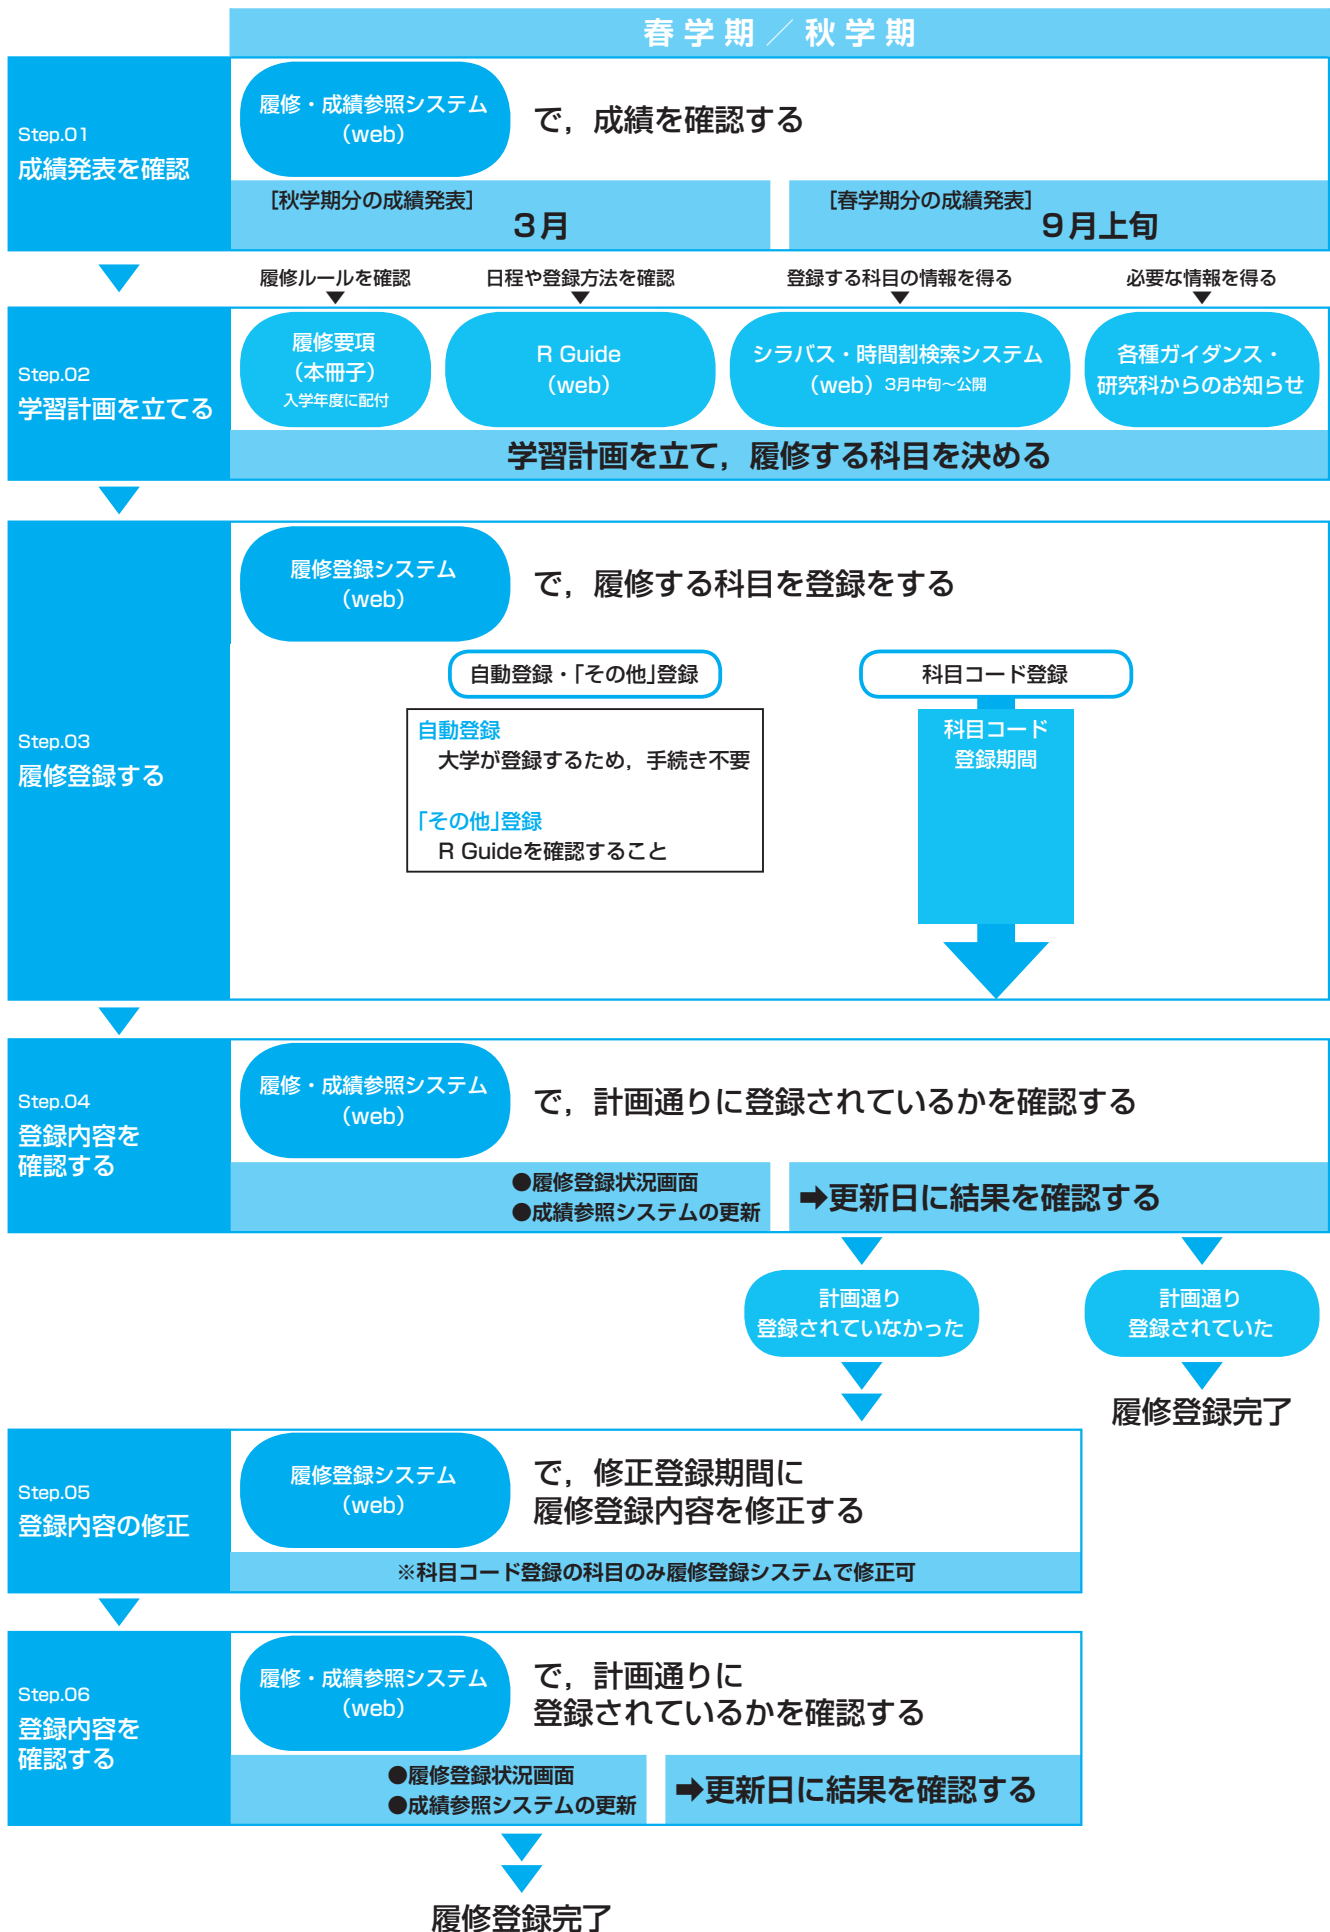 春学期／秋学期
Step.01
成績発表を確認
履修・成績参照システム
（web）
で，成績を確認する
［秋学期分の成績発表］
3月
［春学期分の成績発表］
9月上旬
履修ルールを確認
日程や登録方法を確認
登録する科目の情報を得る
必要な情報を得る
Step.02
学習計画を立てる
履修要項
（本冊子）
入学年度に配付
R Guide
（web）
シラバス・時間割検索システム
（web）3月中旬～公開
各種ガイダンス・
研究科からのお知らせ
学習計画を立て，履修する科目を決める
Step.03
履修登録する
履修登録システム
（web）
で，履修する科目を登録をする
自動登録・「その他」登録
自動登録
大学が登録するため，手続き不要
「その他」登録
R Guideを確認すること
科目コード登録
科目コード
登録期間
Step.04
登録内容を
確認する
履修・成績参照システム
（web）
で，計画通りに登録されているかを確認する
●履修登録状況画面
●成績参照システムの更新
➡更新日に結果を確認する
計画通り
登録されていなかった
計画通り
登録されていた
履修登録完了
Step.05
登録内容の修正
履修登録システム
（web）
で，修正登録期間に
履修登録内容を修正する
※科目コード登録の科目のみ履修登録システムで修正可
Step.06
登録内容を
確認する
履修・成績参照システム
（web）
で，計画通りに
登録されているかを確認する
●履修登録状況画面
●成績参照システムの更新
➡更新日に結果を確認する
履修登録完了